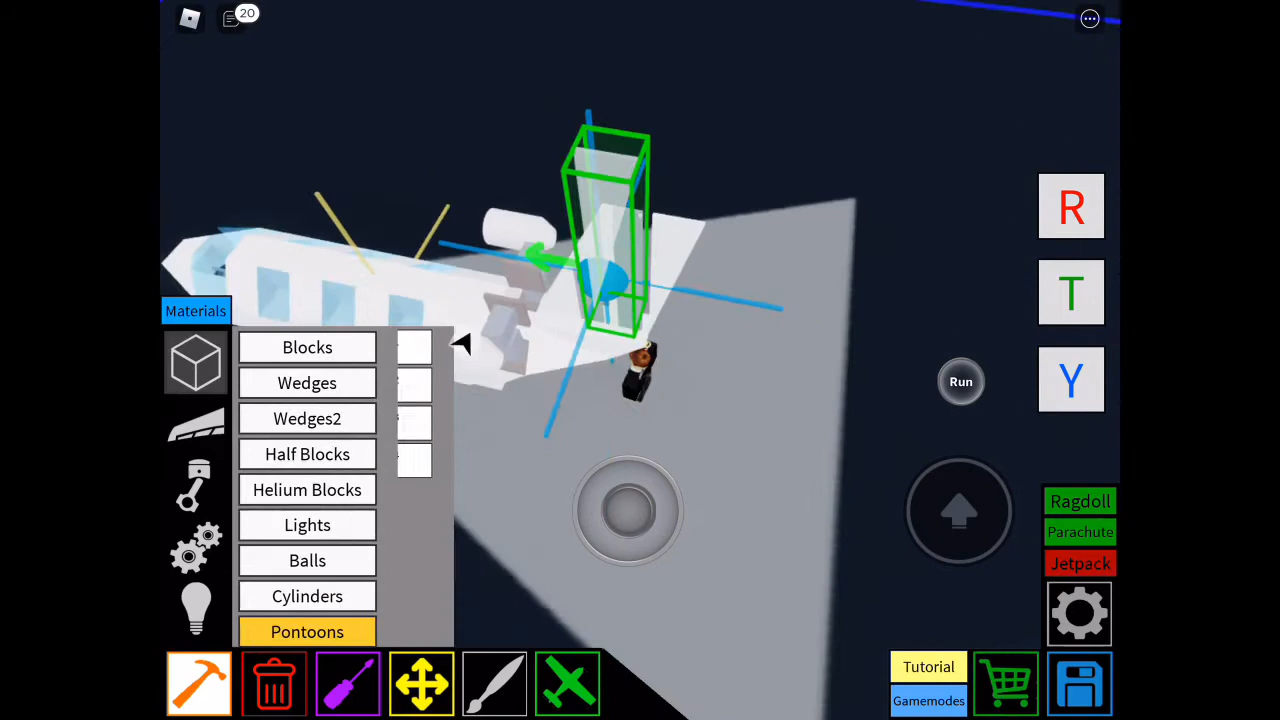 20
R
Materials
T
Blocks
Wedges
Run
Y
Wedges2
Half Blocks
Helium Blocks
Ragdoll
Lights
Parachute
Balls
Jetpack
Cylinders
Pontoons
Tutorial
Gamemodes